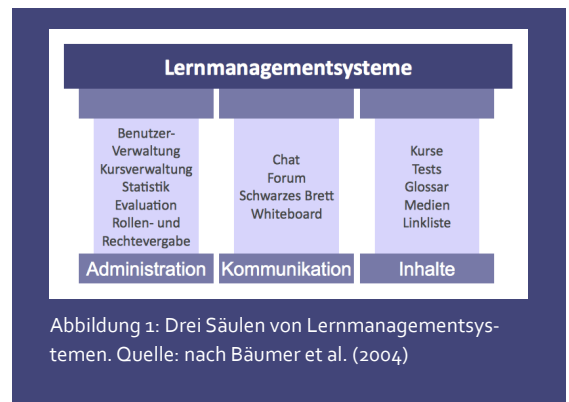 Lernmanagementsysteme
Benutzer-
Verwaltung
Kursverwaltung
Statistik
Evaluation
Rollen- und
Rechtevergabe
Administration
Chat
Forum
Schwarzes Brett
Whiteboard
Kommunikation
Kurse
Tests
Glossar
Medien
Linkliste
Inhalte
Abbildung 1: Drei Säulen von Lernmanagementsys-
temen. Quelle: nach Bäumer et al. (2004)